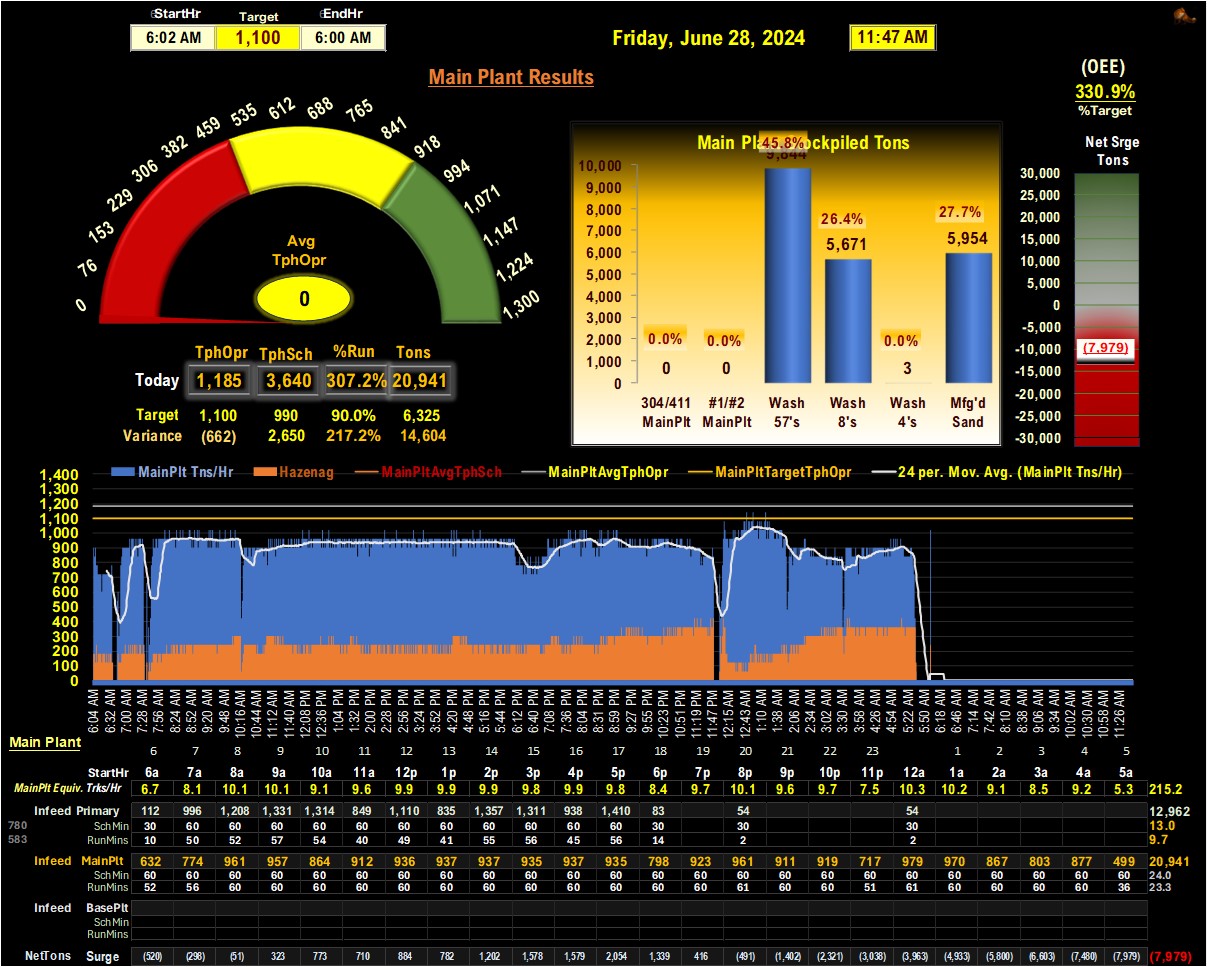 StartHr Target EndHr
6:02 AM 1,100 6:00 AM
Friday, June 28, 2024 11:47 AM
Main Plant Results
(OEE)
330.9%
%Target
Net Srge
Tons
0 76 153 229 306 382 459 535 612 688 765 841 918 994 1,071 1,147 1,224 1,300
Avg
TphOpr
0
TphOpr TphSch %Run Tons
Today 1,185 3,640 307.2% 20,941
Target 1,100 990 90.0% 6,325
Variance (662) 2,650 217.2% 14,604
45.8%
9,844
10,000
9,000
8,000
7,000
6,000
5,000
4,000
3,000
2,000
1,000
0
26.4%
5,671
27.7%
5,954
0.0% 0.0% 0.0%
0 0 3
304/411 #1/#2 Wash Wash Wash Mfg'd
MainPlt MainPlt 57's 8's 4's Sand
30,000
25,000
20,000
15,000
10,000
5,000
0
-5,000
-10,000
-15,000
-20,000
-25,000
-30,000
(7,979)
MainPlt Tns/Hr Hazenag MainPltAvgTphSch MainPltAvgTphOpr MainPltTargetTphOpr 24 per. Mov. Avg. (MainPlt Tns/Hr)
1,400
1,300
1,200
1,100
1,000
900
800
700
600
500
400
300
200
100
0
6:04 AM 6:32 AM 7:00 AM 7:28 AM 7:56 AM 8:24 AM 8:52 AM 9:20 AM 9:48 AM 10:16 AM 10:44 AM 11:12 AM 11:40 AM 12:08 PM 12:36 PM 1:04 PM 1:32 PM 2:00 PM 2:28 PM 2:56 PM 3:24 PM 3:52 PM 4:20 PM 4:48 PM 5:16 PM 5:44 PM 6:12 PM 6:40 PM 7:08 PM 7:36 PM 8:04 PM 8:31 PM 8:59 PM 9:27 PM 9:55 PM 10:23 PM 10:51 PM 11:19 PM 11:47 PM 12:15 AM 12:43 AM 1:10 AM 1:38 AM 2:06 AM 2:34 AM 3:02 AM 3:30 AM 3:58 AM 4:26 AM 4:54 AM 5:22 AM 5:50 AM 6:18 AM 6:46 AM 7:14 AM 7:42 AM 8:10 AM 8:38 AM 9:06 AM 9:34 AM 10:02 AM 10:30 AM 10:58 AM 11:26 AM
Main Plant
6 7 8 9 10 11 12 13 14 15 16 17 18 19 20 21 22 23 1 2 3 4 5
StartHr 6a 7a 8a 9a 10a 11a 12p 1p 2p 3p 4p 5p 6p 7p 8p 9p 10p 11p 12a 1a 2a 3a 4a 5a
MainPlt Equiv. Trks/Hr 6.7 8.1 10.1 10.1 9.1 9.6 9.9 9.9 9.9 9.8 9.9 9.8 8.4 9.7 10.1 9.6 9.7 7.5 10.3 10.2 9.1 8.5 9.2 5.3 215.2
Infeed Primary 112 996 1,208 1,331 1,314 849 1,110 835 1,357 1,311 938 1,410 83 54 54 12,962
780 SchMin 30 60 60 60 60 60 60 60 60 60 60 60 30 30 30 13.0
583 RunMins 10 50 52 57 54 40 49 41 55 56 45 56 14 2 2 9.7
Infeed MainPlt 632 774 961 957 864 912 936 937 937 935 937 935 798 923 961 911 919 717 979 970 867 803 877 499 20,941
SchMin 60 60 60 60 60 60 60 60 60 60 60 60 60 60 60 60 60 60 60 60 60 60 60 60 24.0
RunMins 52 56 60 60 60 60 60 60 60 60 60 60 60 60 61 60 60 51 61 60 60 60 60 36 23.3
Infeed BasePlt
SchMin
RunMins
NetTons Surge (520) (298) (51) 323 773 710 884 782 1,202 1,578 1,579 2,054 1,339 416 (491) (1,402) (2,321) (3,038) (3,963) (4,933) (5,800) (6,603) (7,480) (7,979) (7,979)